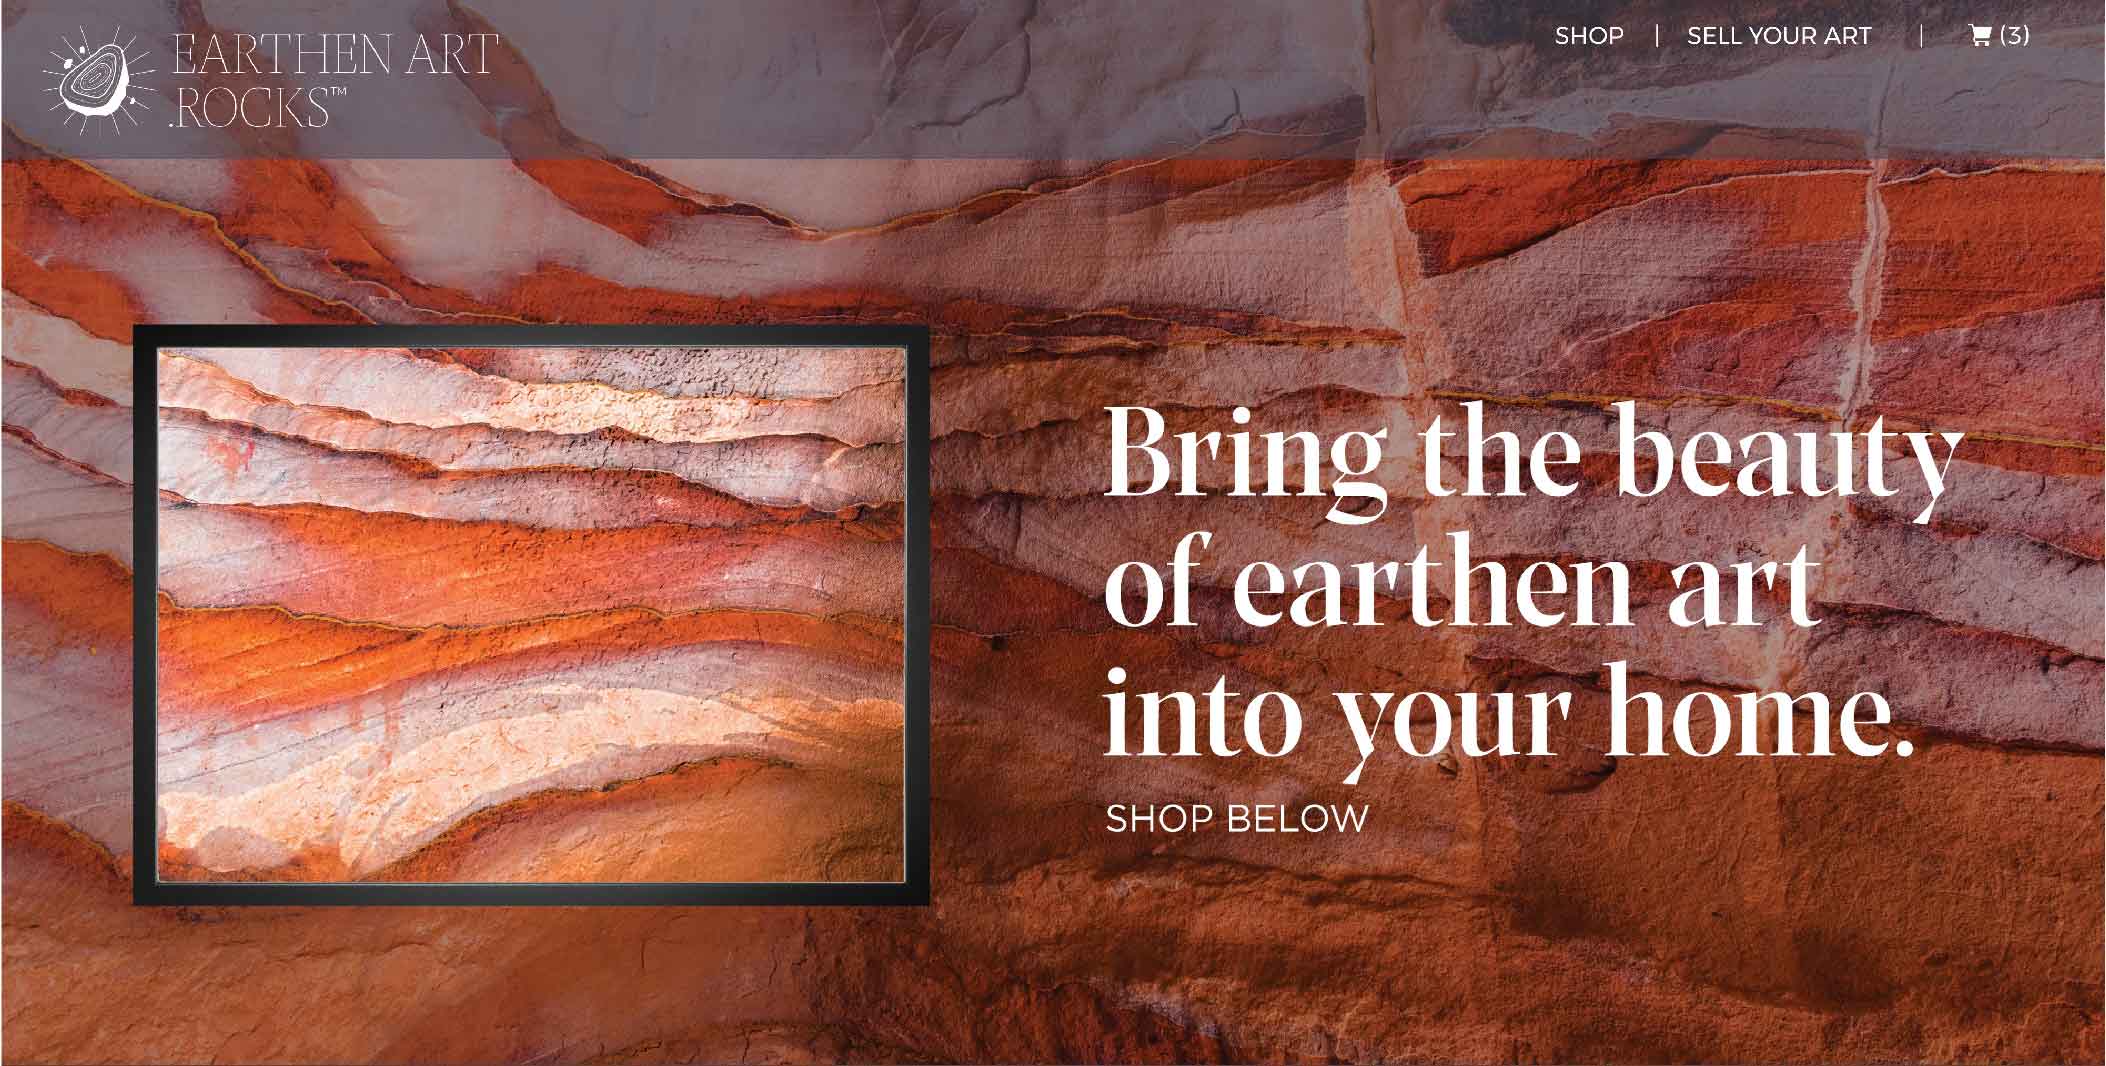 EARTHEN ART
.ROCKS™
SHOP | SELL YOUR ART | (3)
Bring the beauty
of earthen art
into your home.
SHOP BELOW